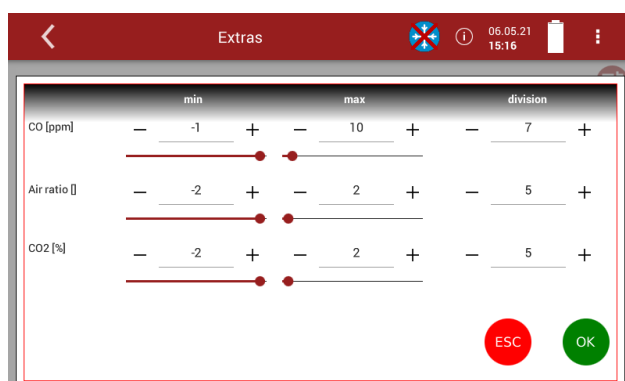 Extras
06.05.21
15:16
min max division
CO [ppm] — -1 + — 10 + — 7 +
Air ratio [] — -2 + — 2 + — 5 +
CO2 [%] — -2 + — 2 + — 5 +
ESC OK